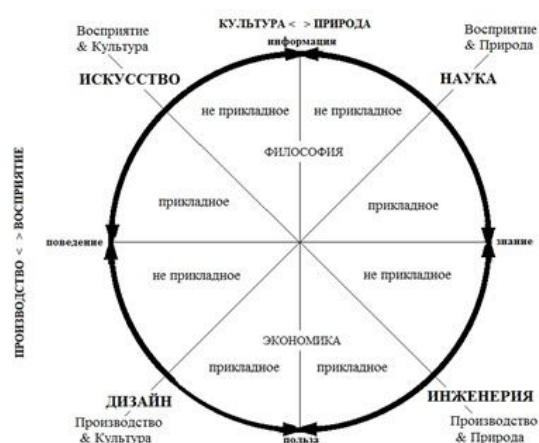 КУЛЬТУРА < > ПРИРОДА
Восприятие
& Культура
информация
Восприятие
& Природа
ИСКУССТВО
НАУКА
не прикладное
не прикладное
ФИЛОСОФИЯ
прикладное
прикладное
ПРОИЗВОДСТВО < > ВОСПРИЯТИЕ
поведение
знание
не прикладное
не прикладное
ЭКОНОМИКА
прикладное
прикладное
ДИЗАЙН
ИНЖЕНЕРИЯ
Производство
& Культура
польза
Производство
& Природа